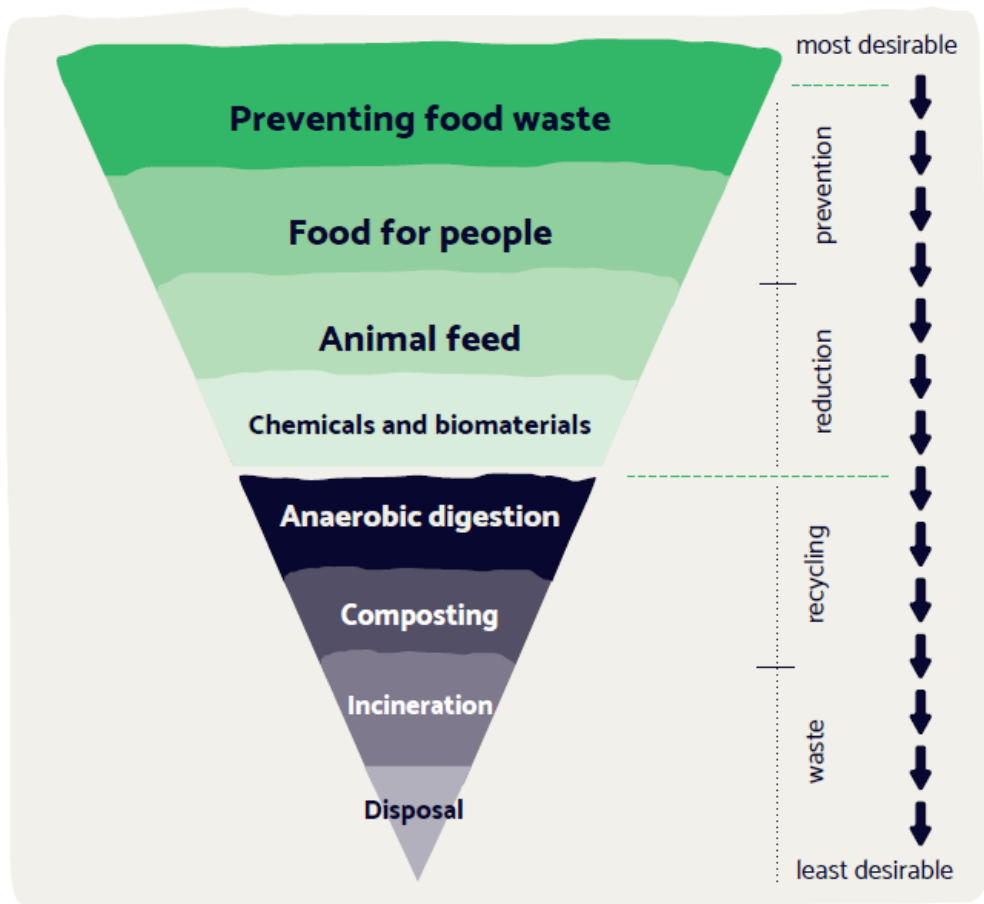 most desirable
Preventing food waste
prevention
Food for people
Animal feed
reduction
Chemicals and biomaterials
Anaerobic digestion
recycling
Composting
Incineration
waste
Disposal
least desirable